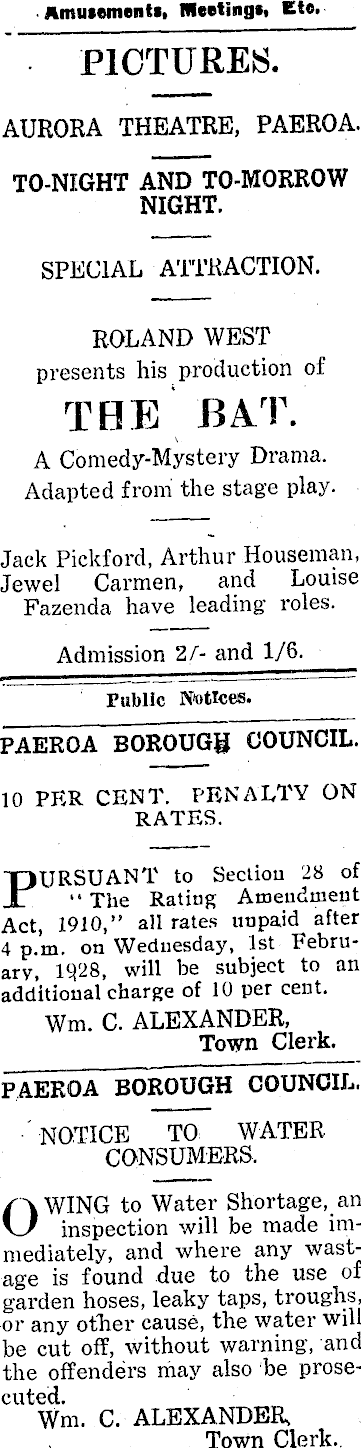 Amusements, Meetings, Etc.
PICTURES.
AURORA THEATRE, PAEROA.
TO-NIGHT AND TO-MORROW
NIGHT.
SPECIAL ATTRACTION.
ROLAND WEST
presents his production of
THE BAT.
A Comedy-Mystery Drama.
Adapted from the stage play.
Jack Pickford, Arthur Houseman,
Jewel Carmen, and Louise
Fazenda have leading roles.
Admission 2/- and 1/6.
Public Notices.
PAEROA BOROUGH COUNCIL.
10 PER CENT. PENALTY ON
RATES.
PURSUANT to Section 28 of
"The Rating Amendment
Act, 1910," all rates unpaid after
4 p.m. on Wednesday, 1st Febru-
ary, 1928, will be subject to an
additional charge of 10 per cent.
Wm. C. ALEXANDER,
Town Clerk.
PAEROA BOROUGH COUNCIL.
NOTICE TO WATER
CONSUMERS.
OWING to Water Shortage, an
inspection will be made im-
mediately, and where any wast-
age is found due to the use of
garden hoses, leaky taps, troughs,
or any other cause, the water will
be cut off, without warning, and
the offenders may also be prose-
cuted.
Wm. C. ALEXANDER,
Town Clerk.